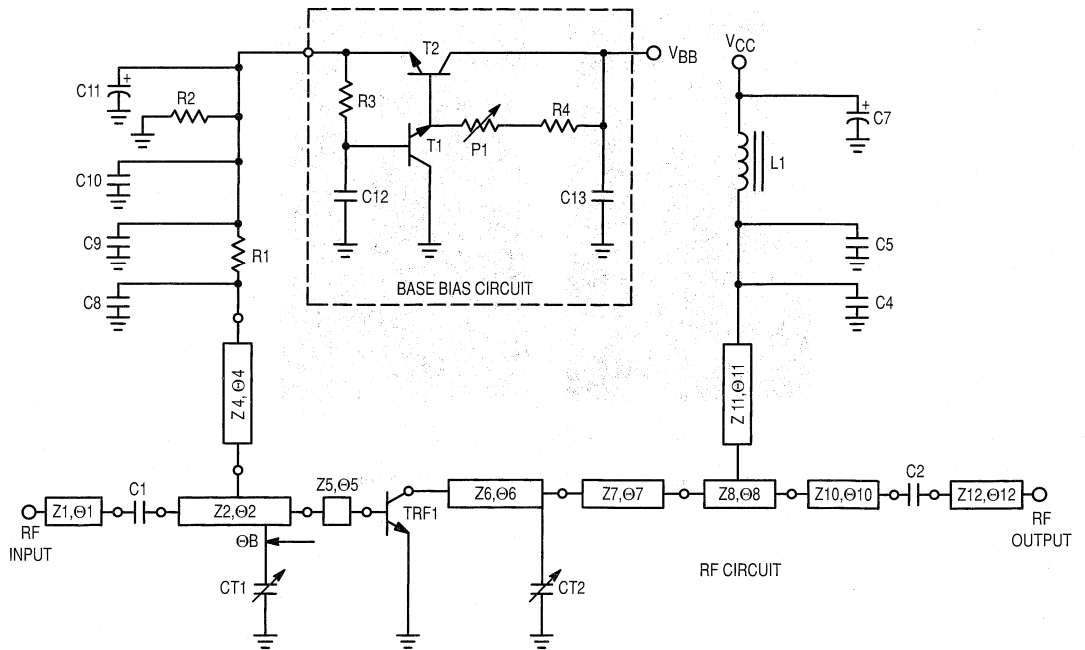 T2
VBB
VCC
C11
+
R2
R3
R4
T1
P1
C7
+
L1
C10
C12
C13
C9
R1
C5
C8
BASE BIAS CIRCUIT
C4
Z 4, Θ4
Z 11, Θ11
RF
INPUT
Z1, Θ1
C1
Z2, Θ2
Z5, Θ5
TRF1
Z6, Θ6
Z7, Θ7
Z8, Θ8
Z10, Θ10
C2
Z12, Θ12
RF
OUTPUT
ΘB
CT1
CT2
RF CIRCUIT